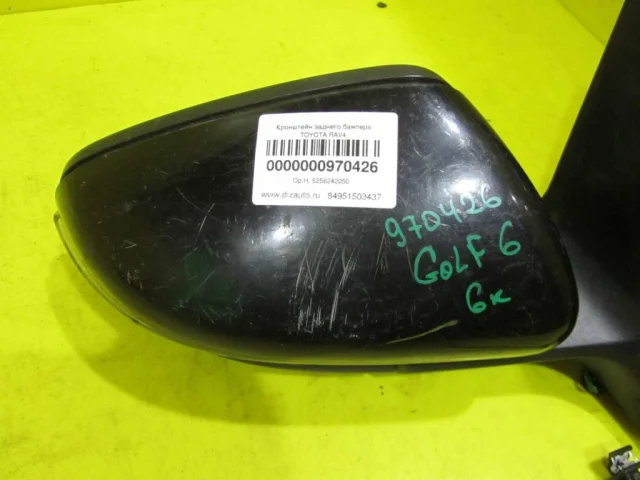 Кронштейн заднего бампера
TOYOTA RAV4
0000000970426
Ор.Н. 5256242050
www.dizauto.ru 84951503437
970426
GOLF 6
6к